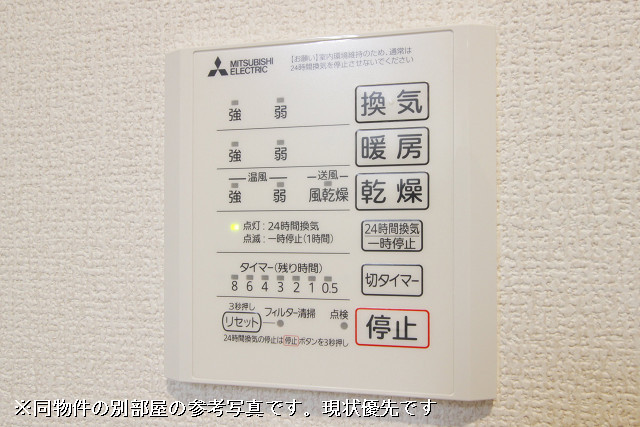 MITSUBISHI
ELECTRIC
【お願い】室内環境維持のため、通常は
24時間換気を停止させないでください
強 弱 換気
強 弱 暖房
温風 送風
強 弱 風乾燥 乾燥
点灯:24時間換気
点滅:一時停止(1時間)
24時間換気
一時停止
タイマー(残り時間)
8 6 4 3 2 1 0.5
切タイマー
3秒押し
リセット フィルター清掃 点検
停止
24時間換気の停止は停止ボタンを3秒押し
※同物件の別部屋の参考写真です。現状優先です